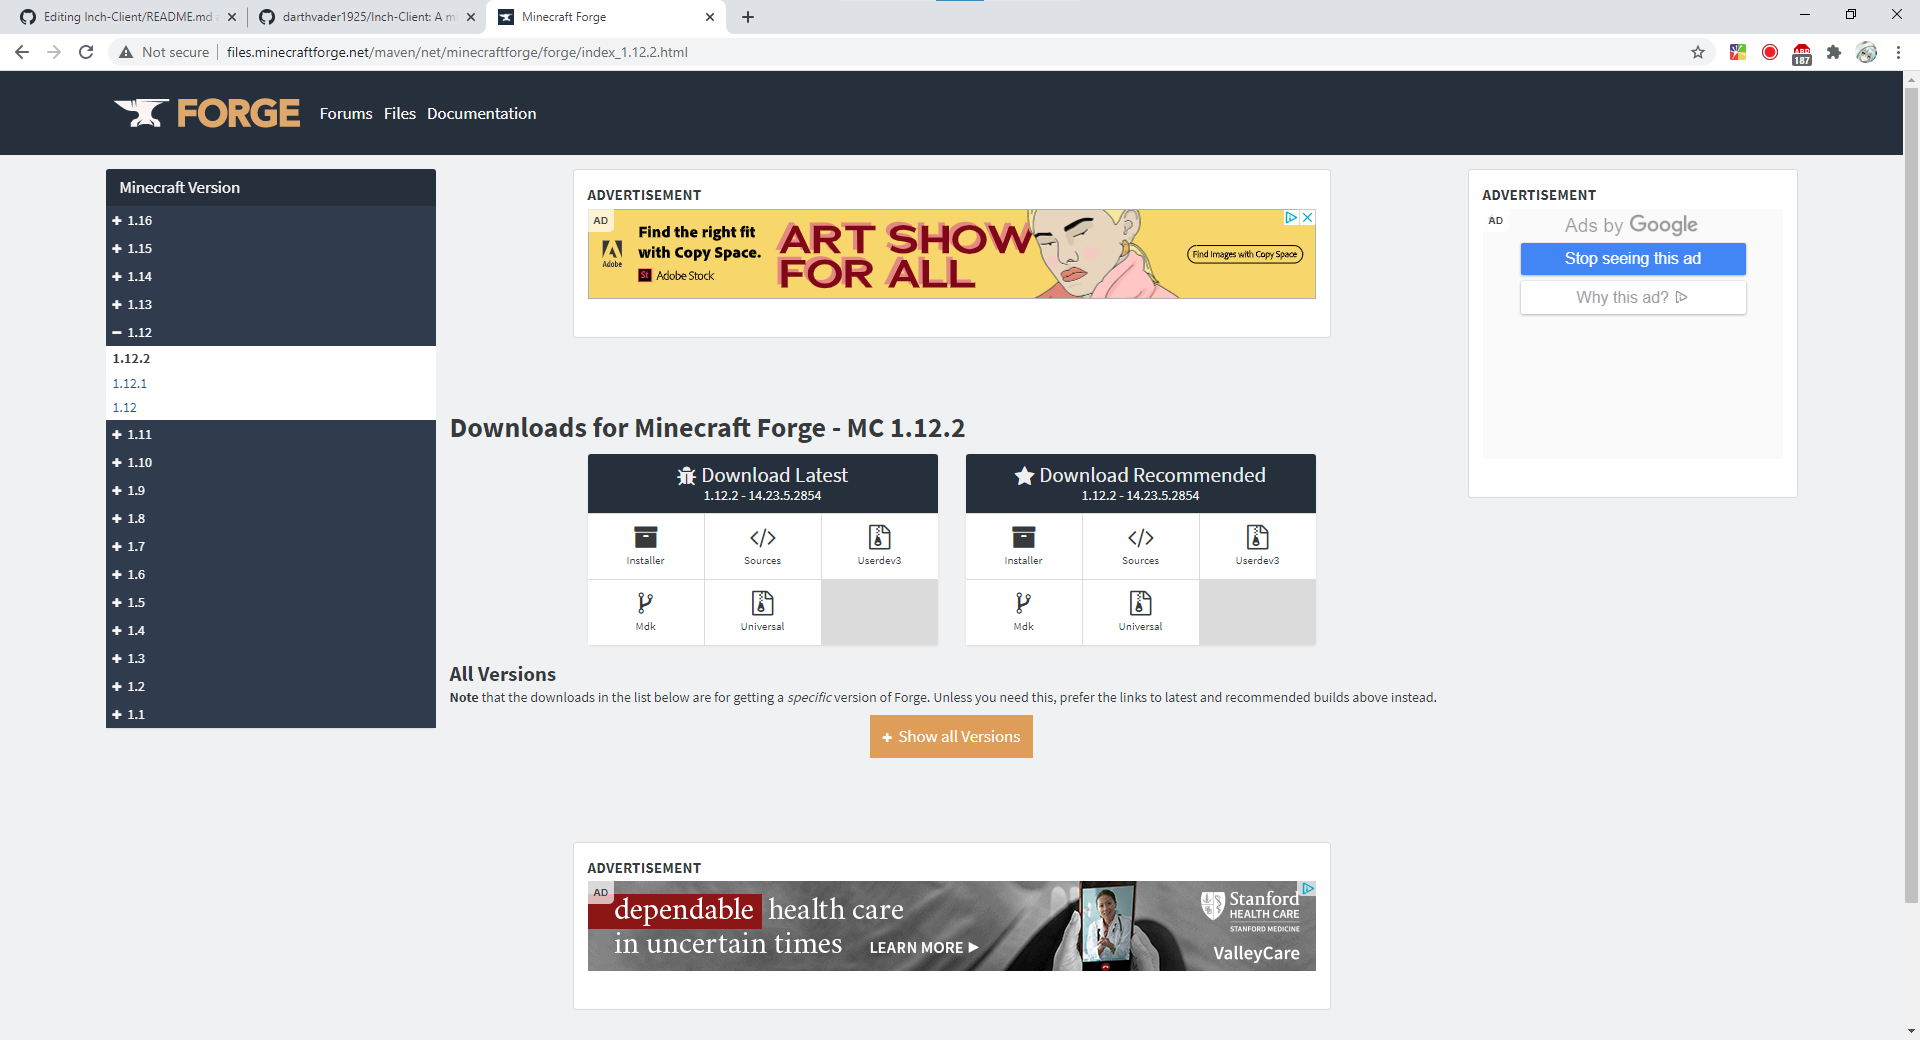 Editing Inch-Client/README.md
darthvader1925/Inch-Client: A m
Minecraft Forge
Not secure
files.minecraftforge.net/maven/net/minecraftforge/forge/index_1.12.2.html
ABP
187
FORGE
Forums Files Documentation
Minecraft Version
1.16
1.15
1.14
1.13
1.12
1.12.2
1.12.1
1.12
1.11
1.10
1.9
1.8
1.7
1.6
1.5
1.4
1.3
1.2
1.1
ADVERTISEMENT
AD
Adobe
Find the right fit
with Copy Space.
St Adobe Stock
ART SHOW
FOR ALL
Find Images with Copy Space
ADVERTISEMENT
AD
Ads by Google
Stop seeing this ad
Why this ad?
Downloads for Minecraft Forge - MC 1.12.2
Download Latest
1.12.2 - 14.23.5.2854
Installer
Sources
Userdev3
Mdk
Universal
Download Recommended
1.12.2 - 14.23.5.2854
Installer
Sources
Userdev3
Mdk
Universal
All Versions
Note that the downloads in the list below are for getting a specific version of Forge. Unless you need this, prefer the links to latest and recommended builds above instead.
+ Show all Versions
ADVERTISEMENT
AD
dependable health care
in uncertain times
LEARN MORE
Stanford
HEALTH CARE
STANFORD MEDICINE
ValleyCare